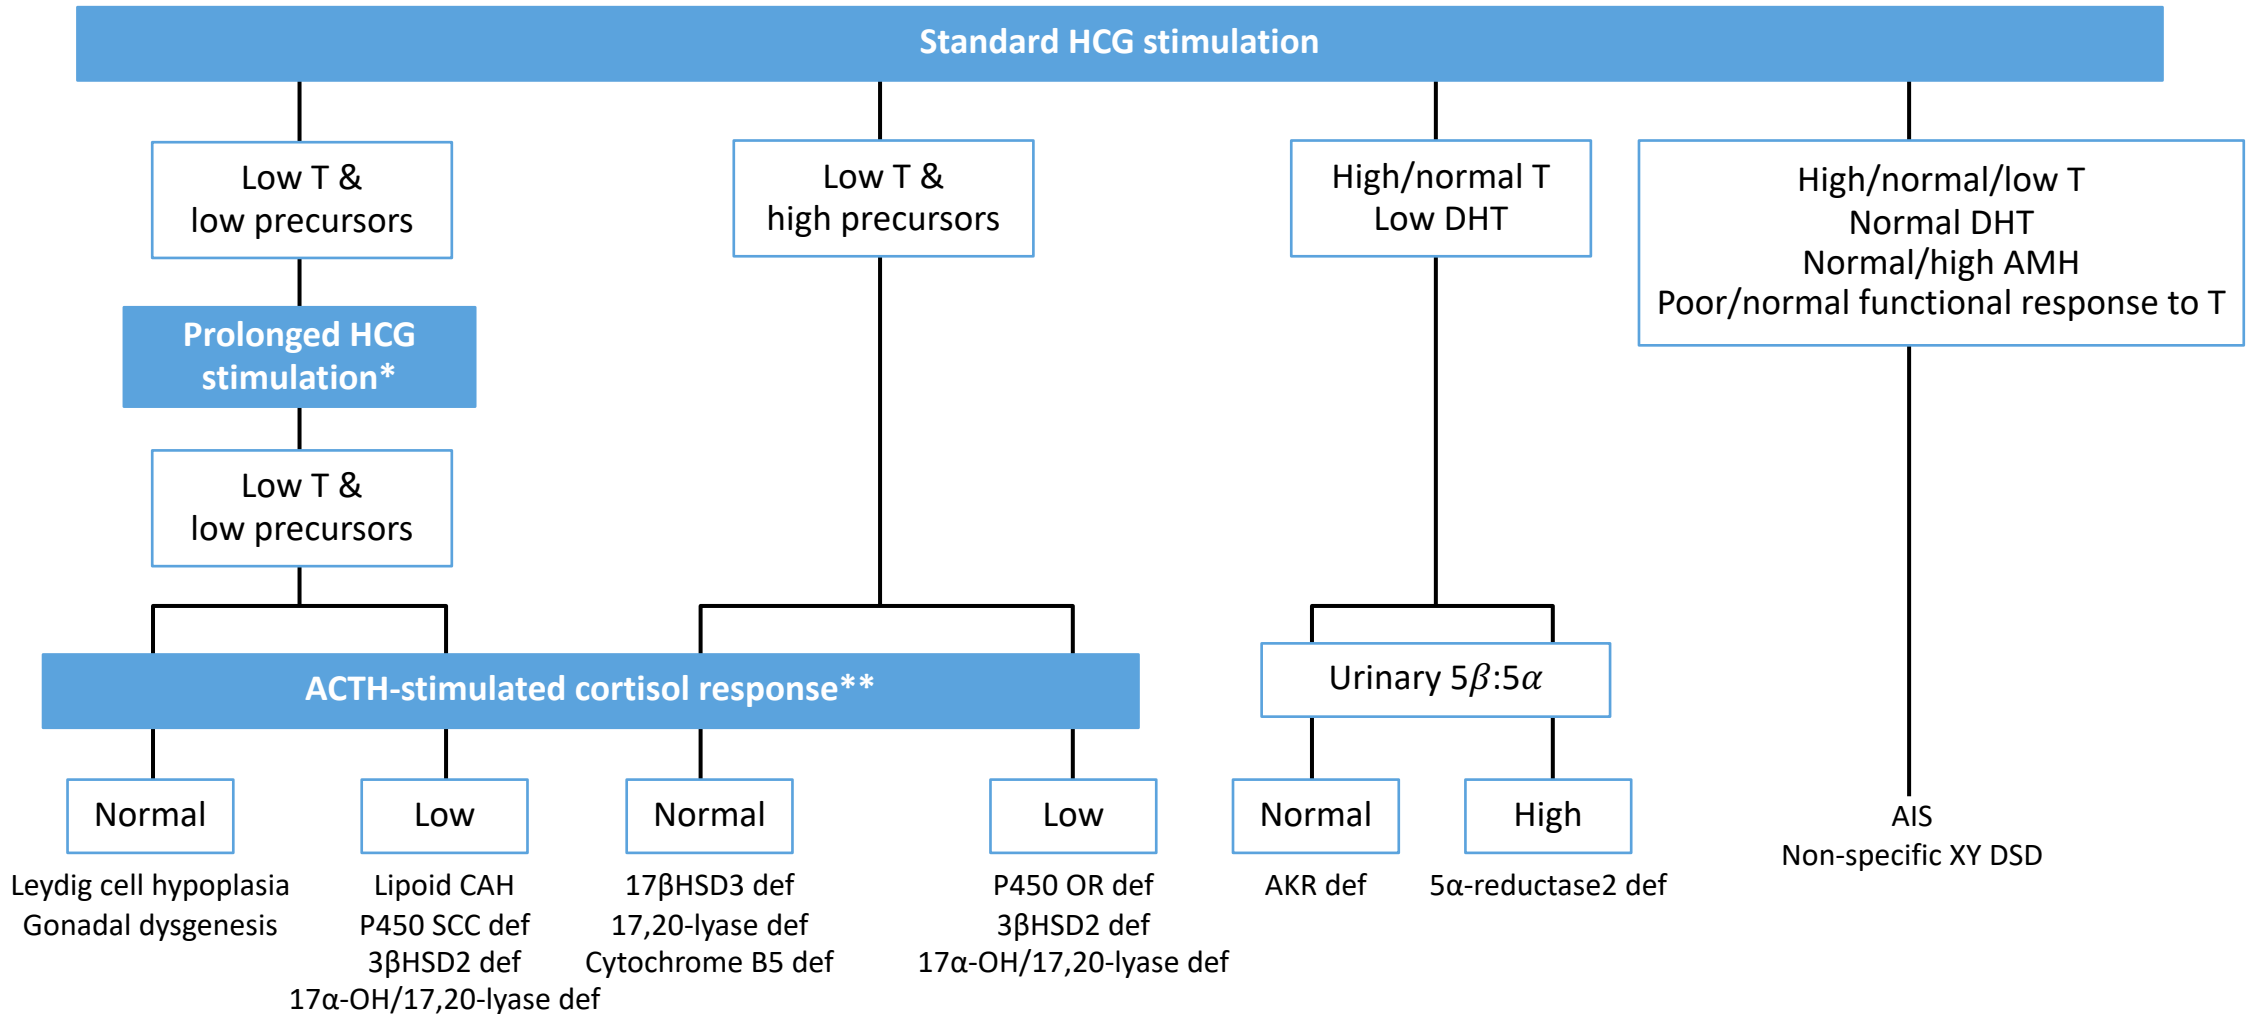 Standard HCG stimulation
Low T &
low precursors
Low T &
high precursors
High/normal T
Low DHT
High/normal/low T
Normal DHT
Normal/high AMH
Poor/normal functional response to T
Prolonged HCG
stimulation*
Low T &
low precursors
ACTH-stimulated cortisol response**
Urinary 5β:5α
Normal
Low
Normal
Low
Normal
High
Leydig cell hypoplasia
Gonadal dysgenesis
Lipoid CAH
P450 SCC def
3βHSD2 def
17α-OH/17,20-lyase def
17βHSD3 def
17,20-lyase def
Cytochrome B5 def
P450 OR def
3βHSD2 def
17α-OH/17,20-lyase def
AKR def
5α-reductase2 def
AIS
Non-specific XY DSD